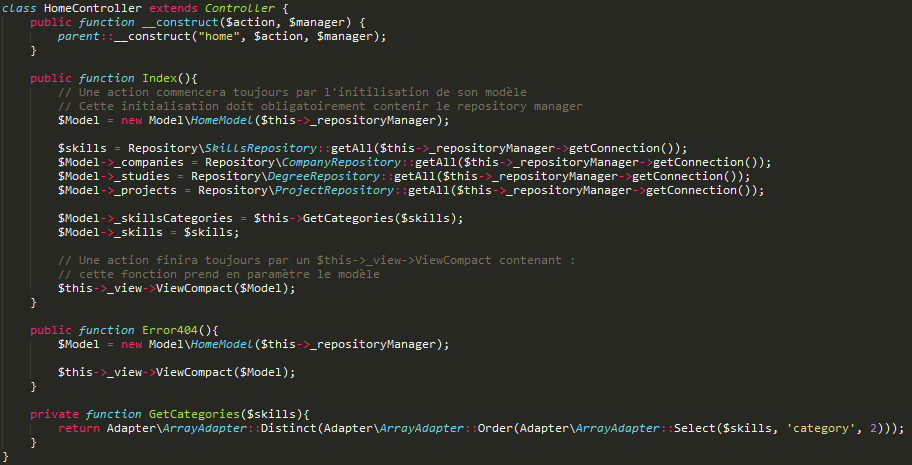 class HomeController extends Controller {
    public function __construct($action, $manager) {
        parent::__construct("home", $action, $manager);
    }

    public function Index(){
        // Une action commencera toujours par l'initilisation de son modèle
        // Cette initialisation doit obligatoirement contenir le repository manager
        $Model = new Model\HomeModel($this->_repositoryManager);

        $skills = Repository\SkillsRepository::getAll($this->_repositoryManager->getConnection());
        $Model->_companies = Repository\CompanyRepository::getAll($this->_repositoryManager->getConnection());
        $Model->_studies = Repository\DegreeRepository::getAll($this->_repositoryManager->getConnection());
        $Model->_projects = Repository\ProjectRepository::getAll($this->_repositoryManager->getConnection());

        $Model->_skillsCategories = $this->GetCategories($skills);
        $Model->_skills = $skills;

        // Une action finira toujours par un $this->_view->ViewCompact contenant :
        // cette fonction prend en paramètre le modèle
        $this->_view->ViewCompact($Model);
    }

    public function Error404(){
        $Model = new Model\HomeModel($this->_repositoryManager);

        $this->_view->ViewCompact($Model);
    }

    private function GetCategories($skills){
        return Adapter\ArrayAdapter::Distinct(Adapter\ArrayAdapter::Order(Adapter\ArrayAdapter::Select($skills, 'category', 2)));
    }
}